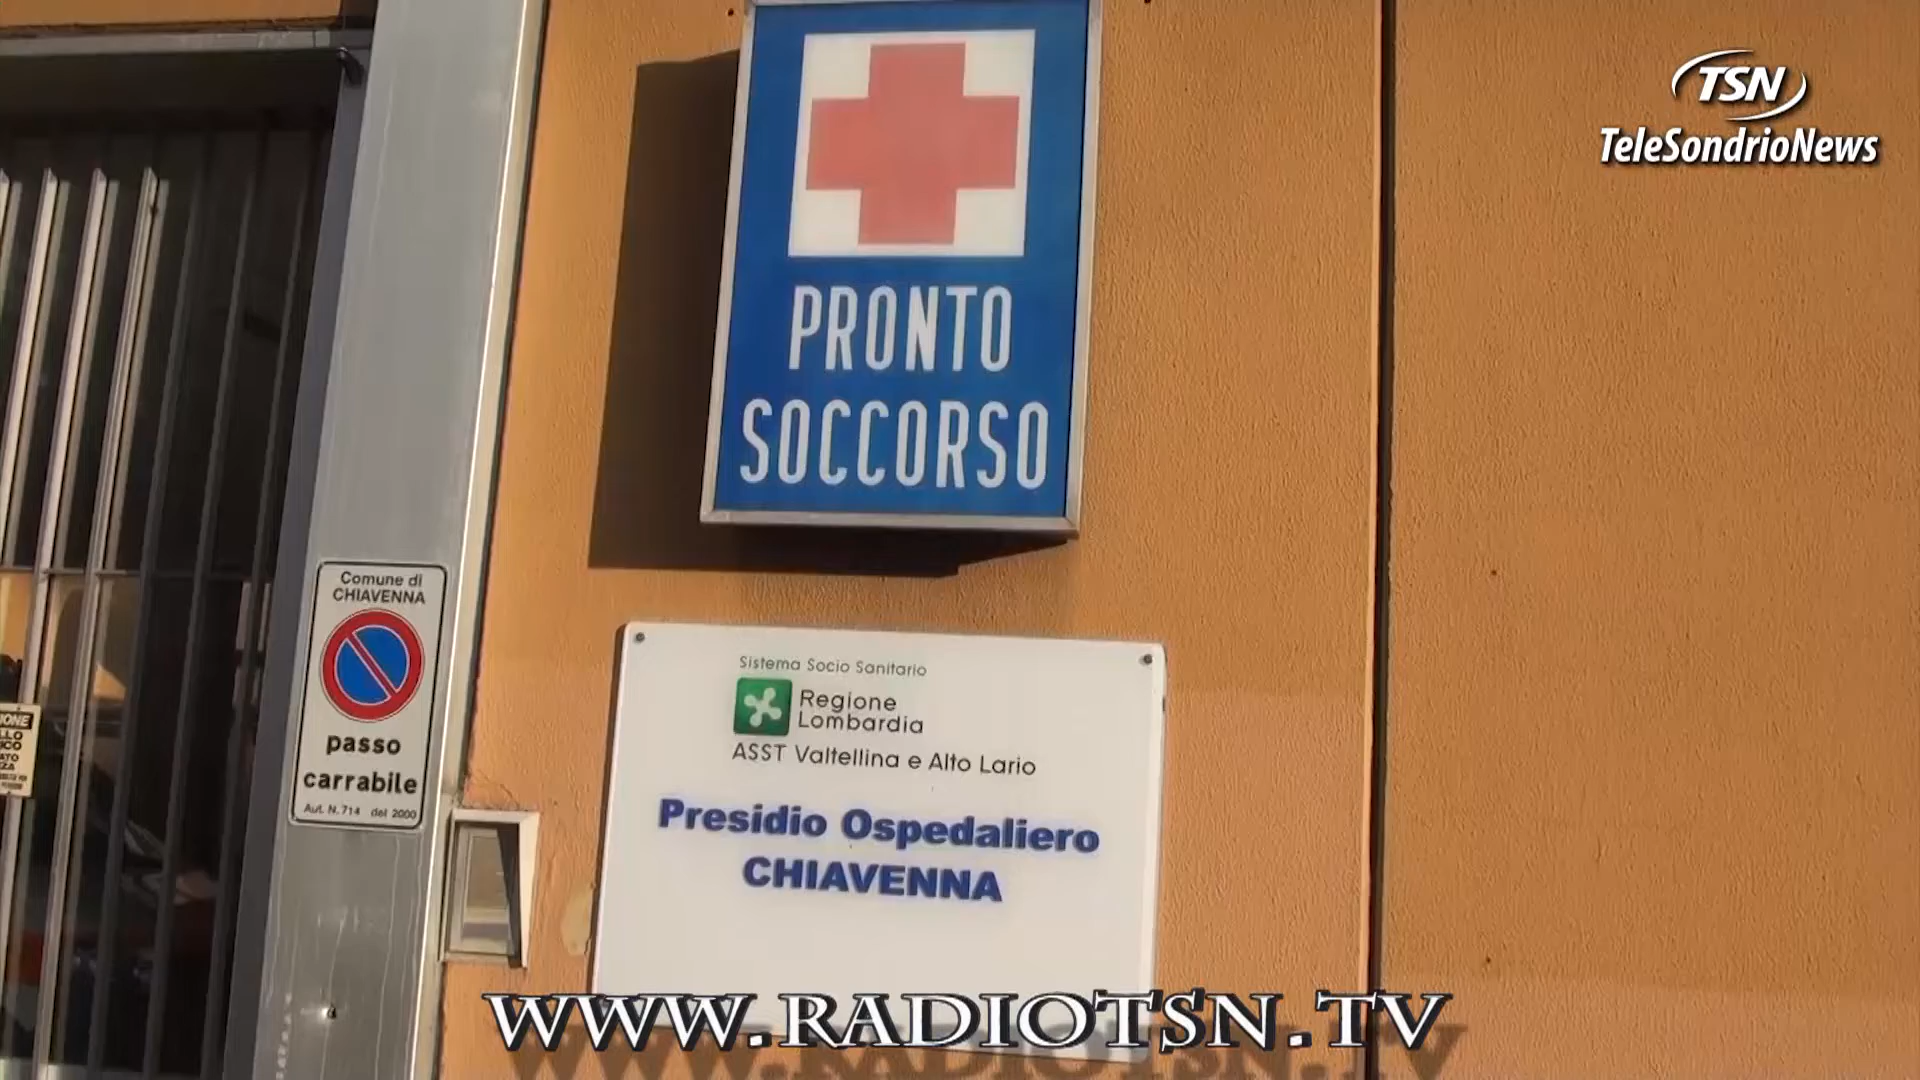 TSN
TeleSondrioNews
PRONTO
SOCCORSO
Comune di
CHIAVENNA
passo
carrabile
Aut. N. 714 del 2000
Sistema Socio Sanitario
Regione
Lombardia
ASST Valtellina e Alto Lario
Presidio Ospedaliero
CHIAVENNA
WWW.RADIOTSN.TV